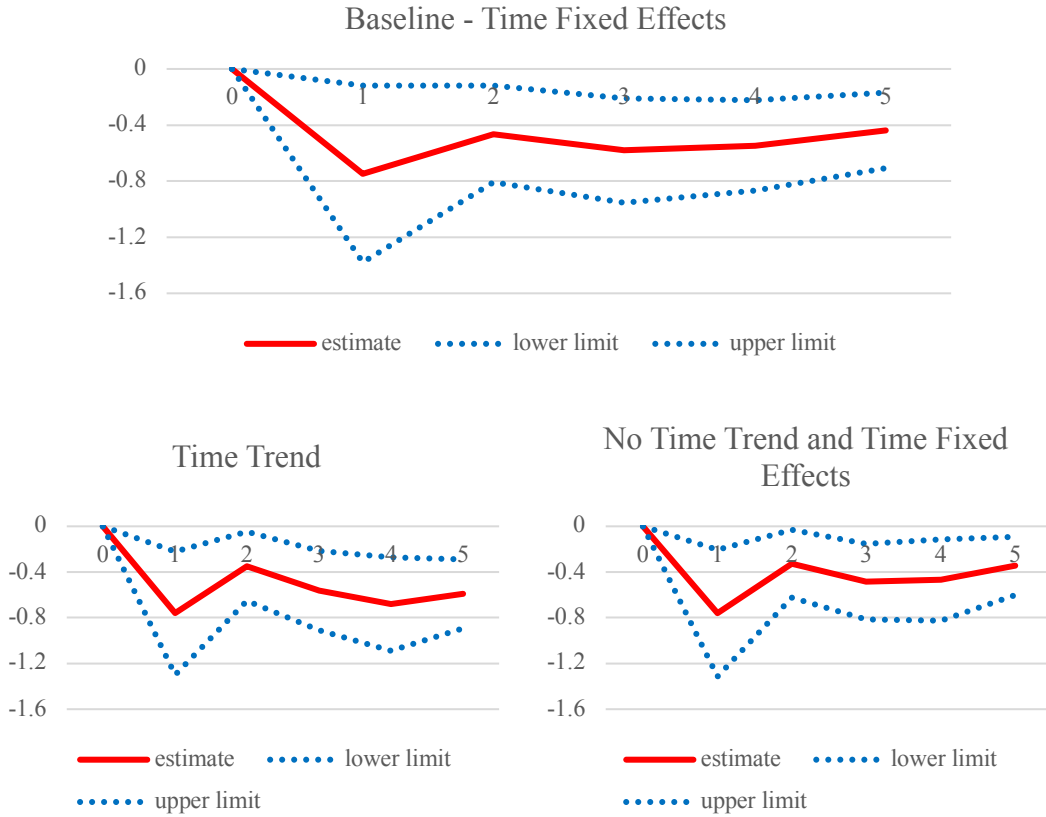 Baseline - Time Fixed Effects
0
0 1 2 3 4 5
-0.4
-0.8
-1.2
-1.6
estimate lower limit upper limit
Time Trend
0
0 1 2 3 4 5
-0.4
-0.8
-1.2
-1.6
estimate lower limit
upper limit
No Time Trend and Time Fixed
Effects
0
0 1 2 3 4 5
-0.4
-0.8
-1.2
-1.6
estimate lower limit
upper limit